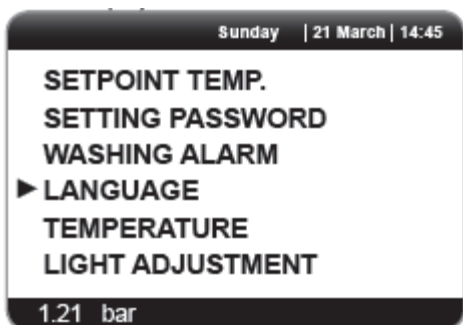 Sunday | 21 March | 14:45
SETPOINT TEMP.
SETTING PASSWORD
WASHING ALARM
LANGUAGE
TEMPERATURE
LIGHT ADJUSTMENT
1.21 bar